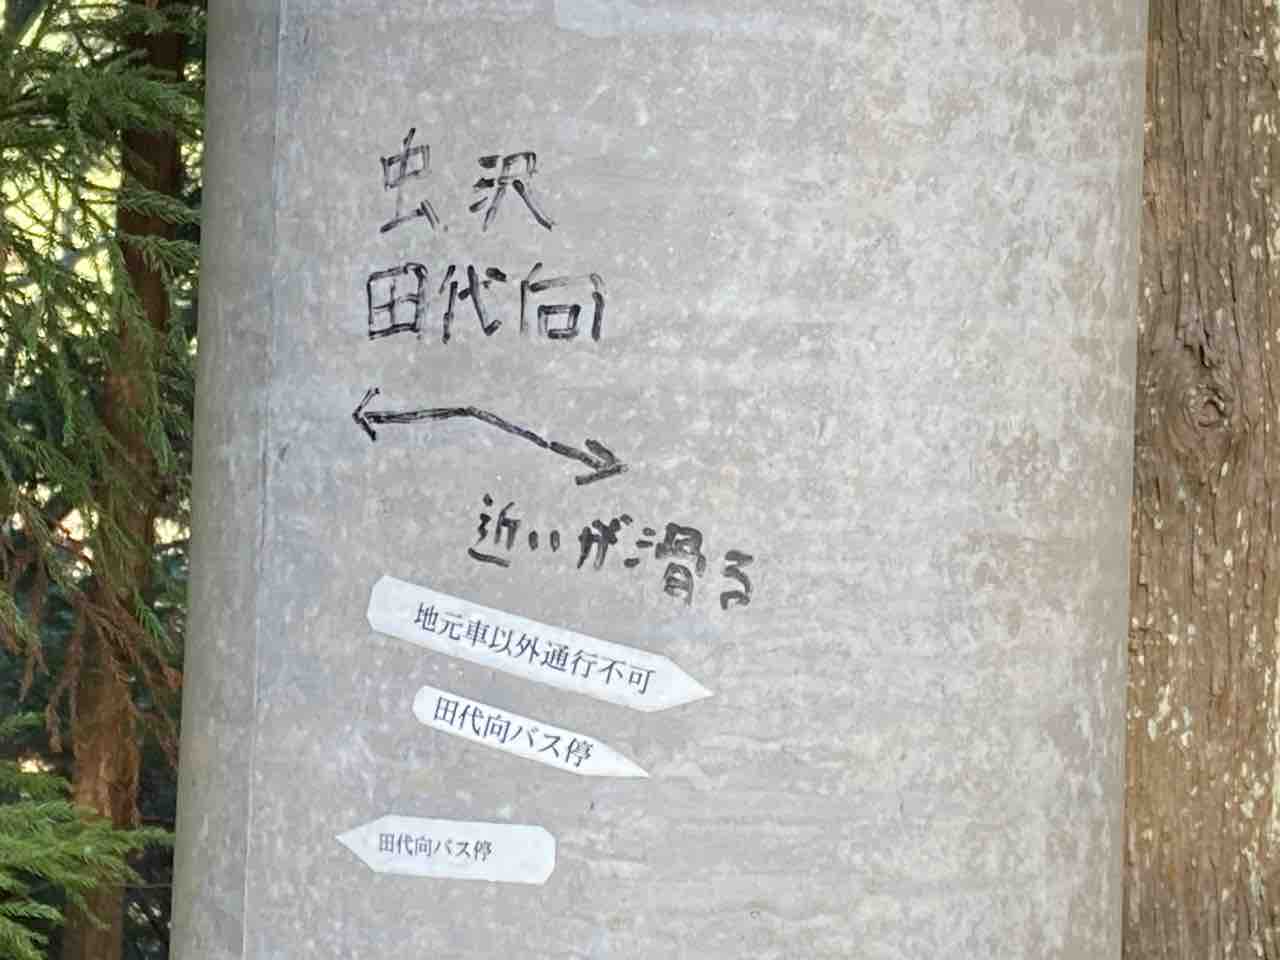 虫沢
田代向
近いが滑る
地元車以外通行不可
田代向バス停
田代向バス停